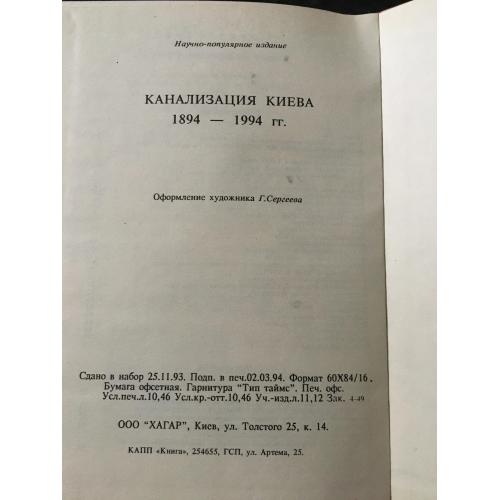 Научно-популярное издание
КАНАЛИЗАЦИЯ КИЕВА
1894 — 1994 гг.
Оформление художника Г.Сергеева
Сдано в набор 25.11.93. Подп. в печ.02.03.94. Формат 60Х84/16.
Бумага офсетная. Гарнитура "Тип таймс". Печ. офс.
Усл.печ.л.10,46 Усл.кр.-отт.10,46 Уч.-изд.л.11,12 Зак. 4-49
ООО "ХАГАР", Киев, ул. Толстого 25, к. 14.
КАПП «Книга», 254655, ГСП, ул. Артема, 25.